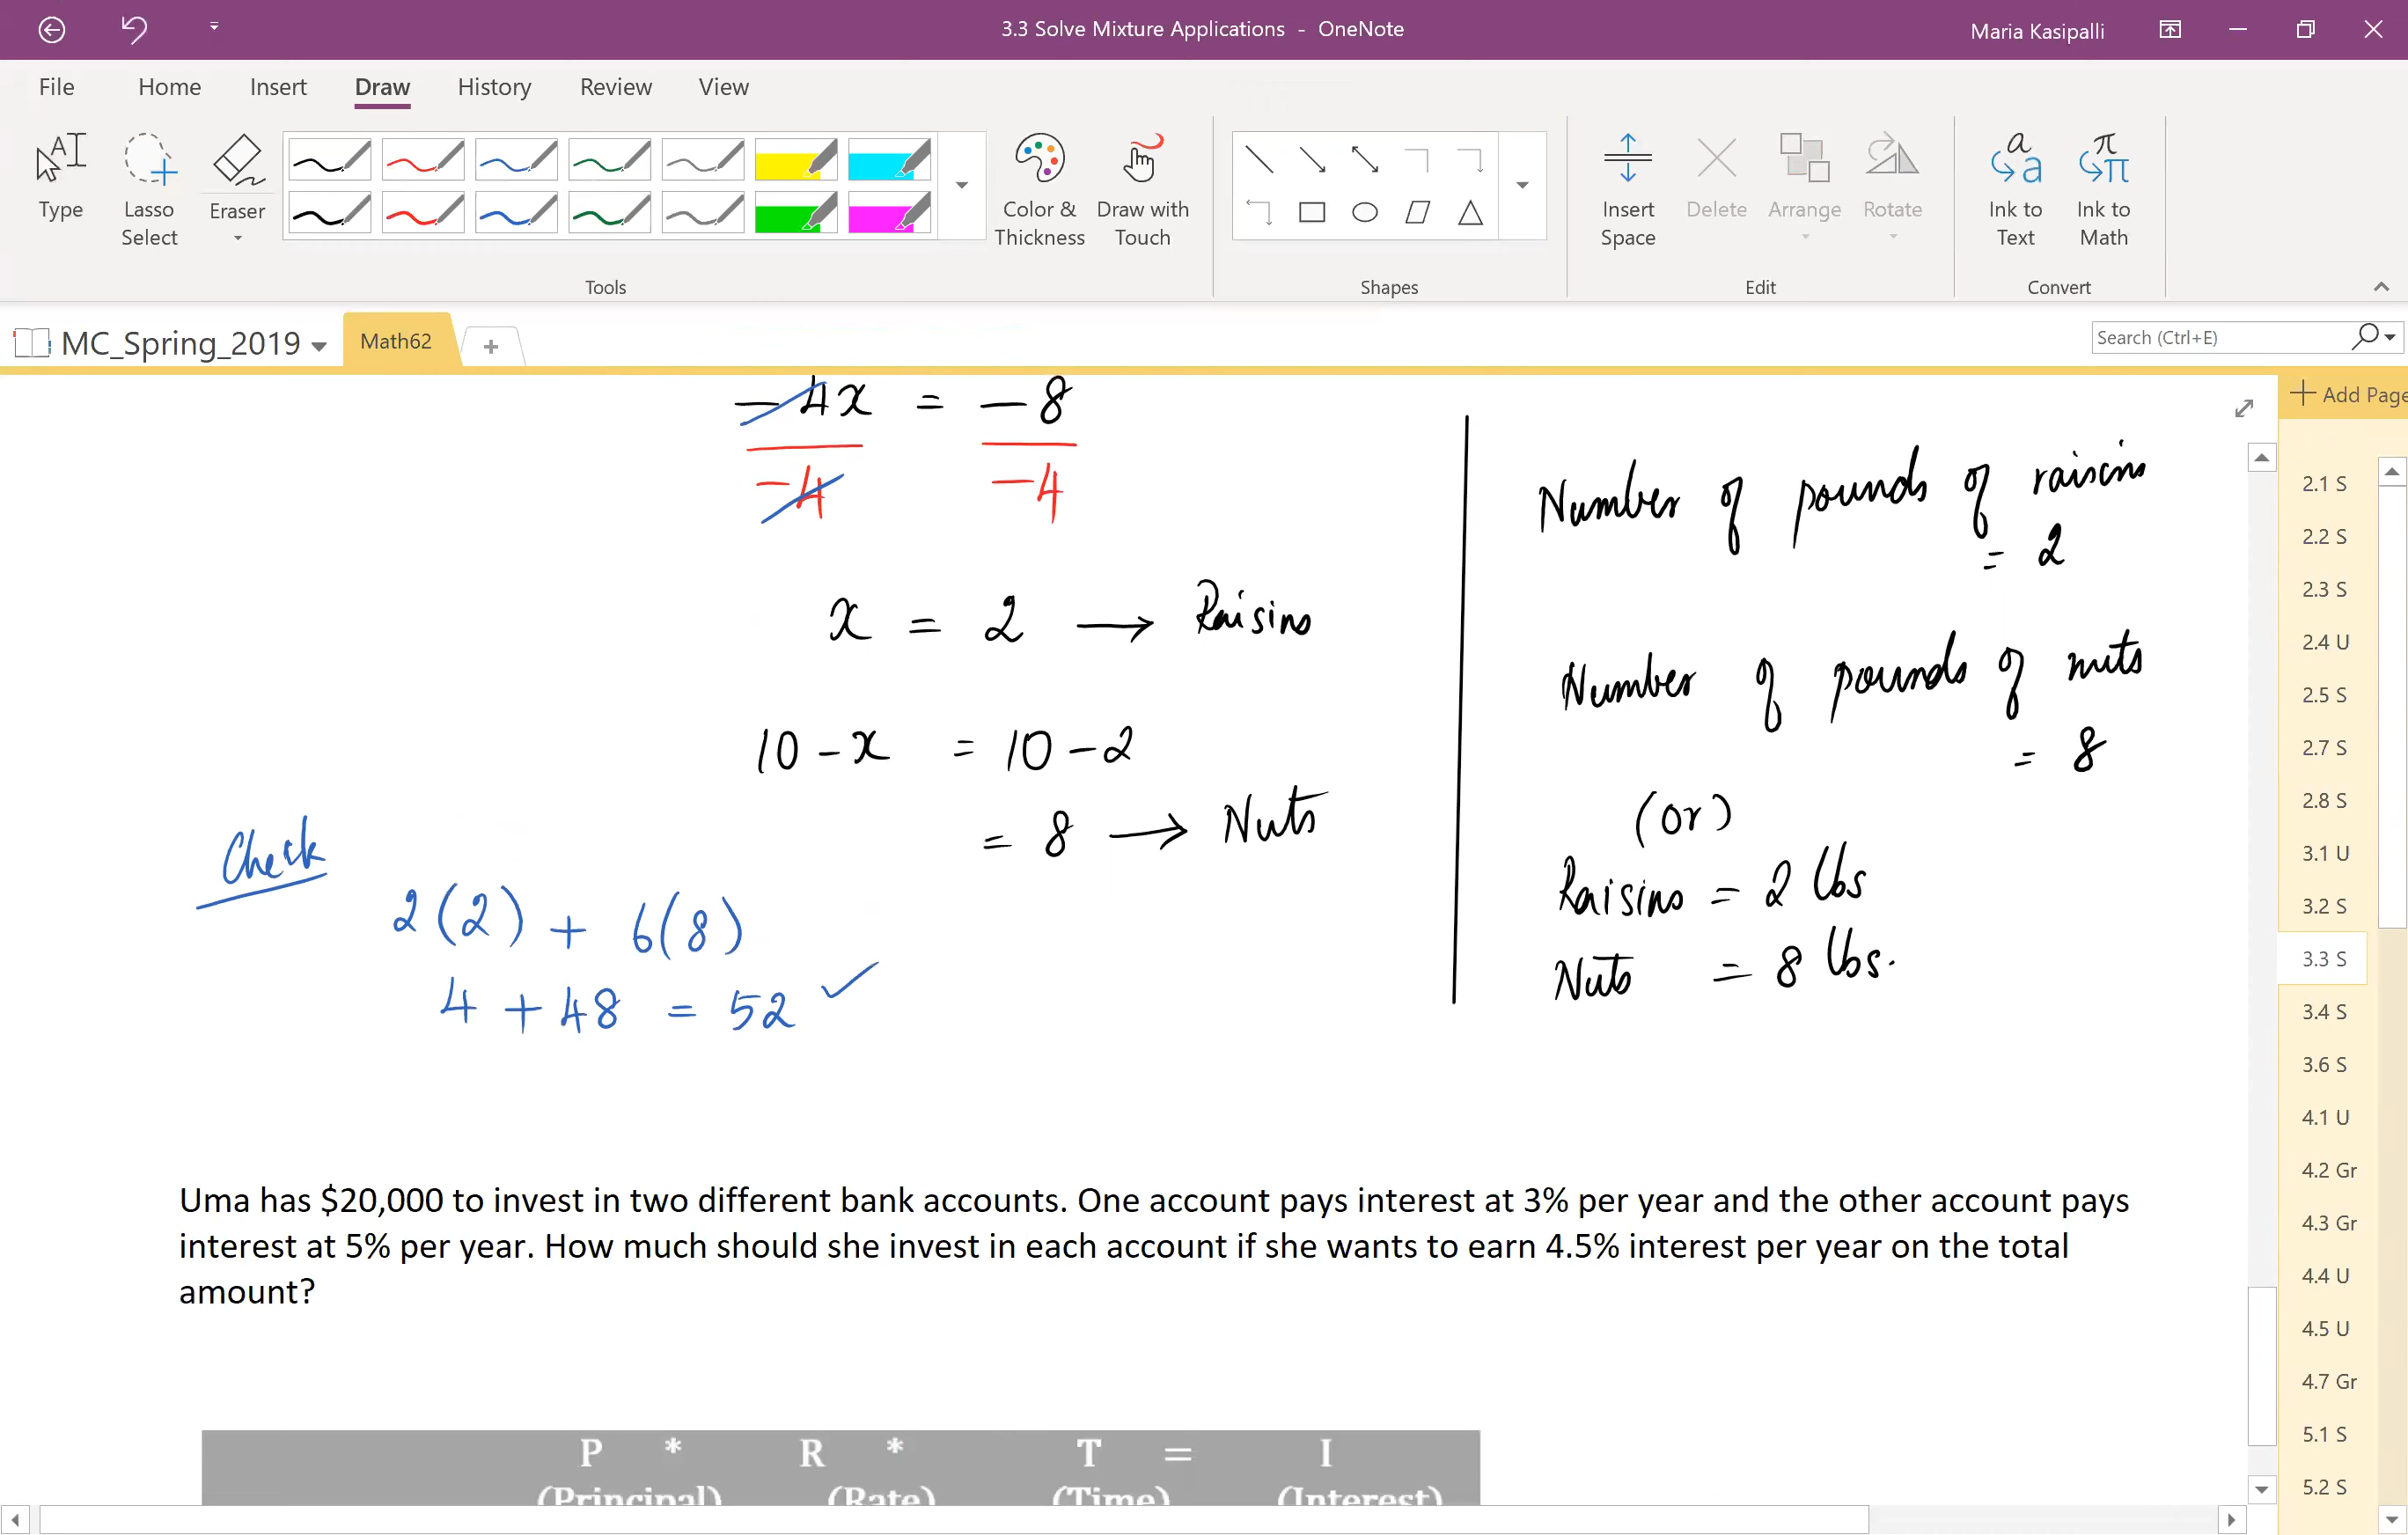 3.3 Solve Mixture Applications - OneNote
Maria Kasipalli
File Home Insert Draw History Review View
Type
Lasso Select
Eraser
Color & Thickness
Draw with Touch
Insert Space
Delete
Arrange
Rotate
Ink to Text
Ink to Math
Tools
Shapes
Edit
Convert
MC_Spring_2019
Math62
Search (Ctrl+E)
Add Page
-4x = -8
-4 -4
x = 2 → Raisins
10 - x = 10 - 2
= 8 → Nuts
Check
2(2) + 6(8)
4 + 48 = 52 ✓
Number of pounds of raisins
= 2
Number of pounds of nuts
= 8
(or)
Raisins = 2 lbs
Nuts = 8 lbs.
Uma has $20,000 to invest in two different bank accounts. One account pays interest at 3% per year and the other account pays
interest at 5% per year. How much should she invest in each account if she wants to earn 4.5% interest per year on the total
amount?
P * R * T = I
(Principal) (Rate) (Time) (Interest)
2.1 S
2.2 S
2.3 S
2.4 U
2.5 S
2.7 S
2.8 S
3.1 U
3.2 S
3.3 S
3.4 S
3.6 S
4.1 U
4.2 Gr
4.3 Gr
4.4 U
4.5 U
4.7 Gr
5.1 S
5.2 S